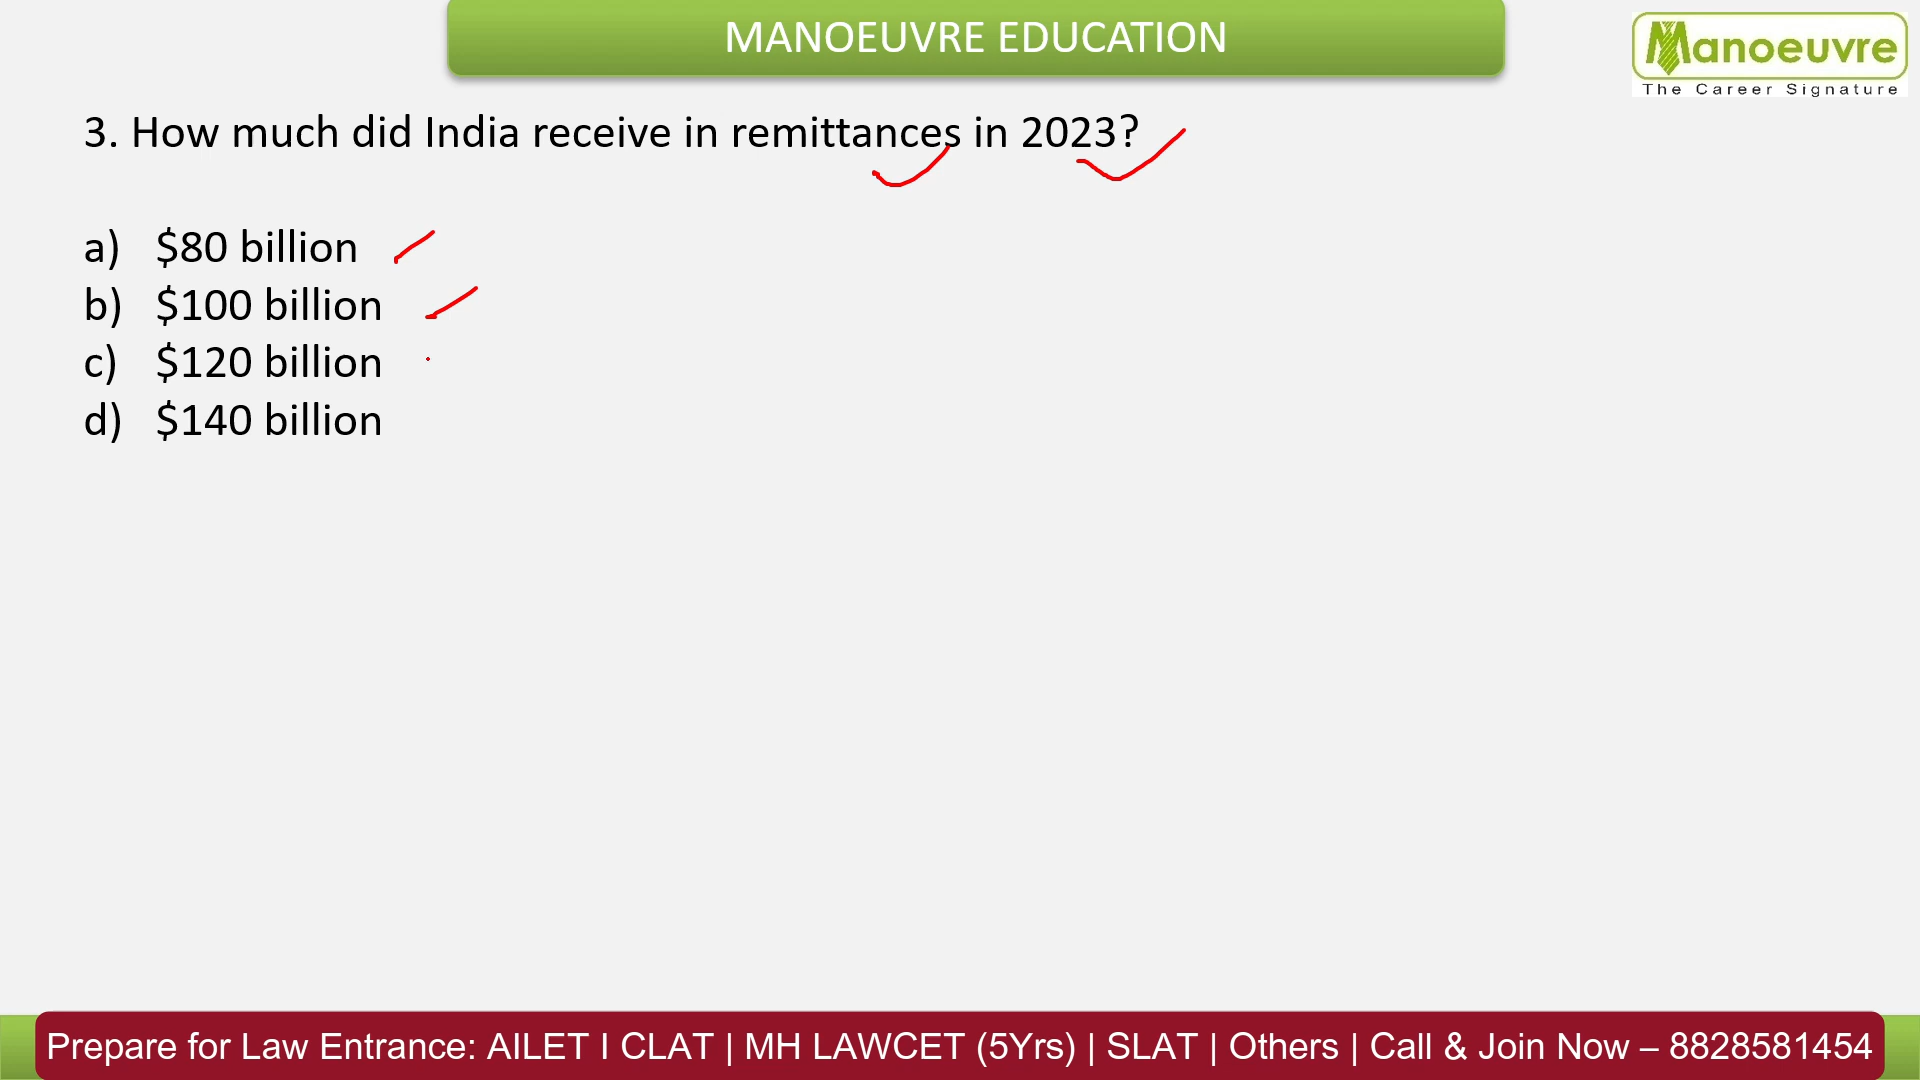 MANOEUVRE EDUCATION
Manoeuvre
The Career Signature
3. How much did India receive in remittances in 2023?
a) $80 billion
b) $100 billion
c) $120 billion
d) $140 billion
Prepare for Law Entrance: AILET I CLAT | MH LAWCET (5Yrs) | SLAT | Others | Call & Join Now – 8828581454